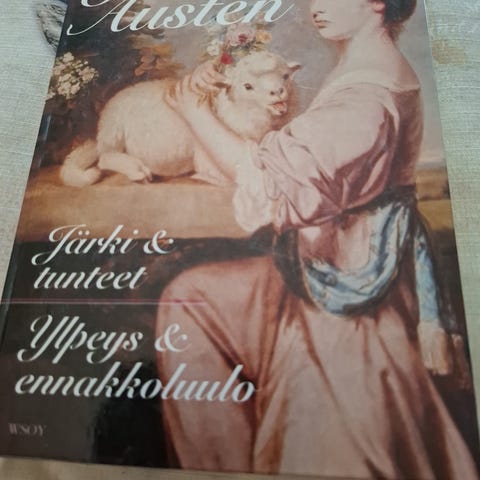 Austen
Järki &
tunteet
Ylpeys &
ennakkoluulo
WSOY